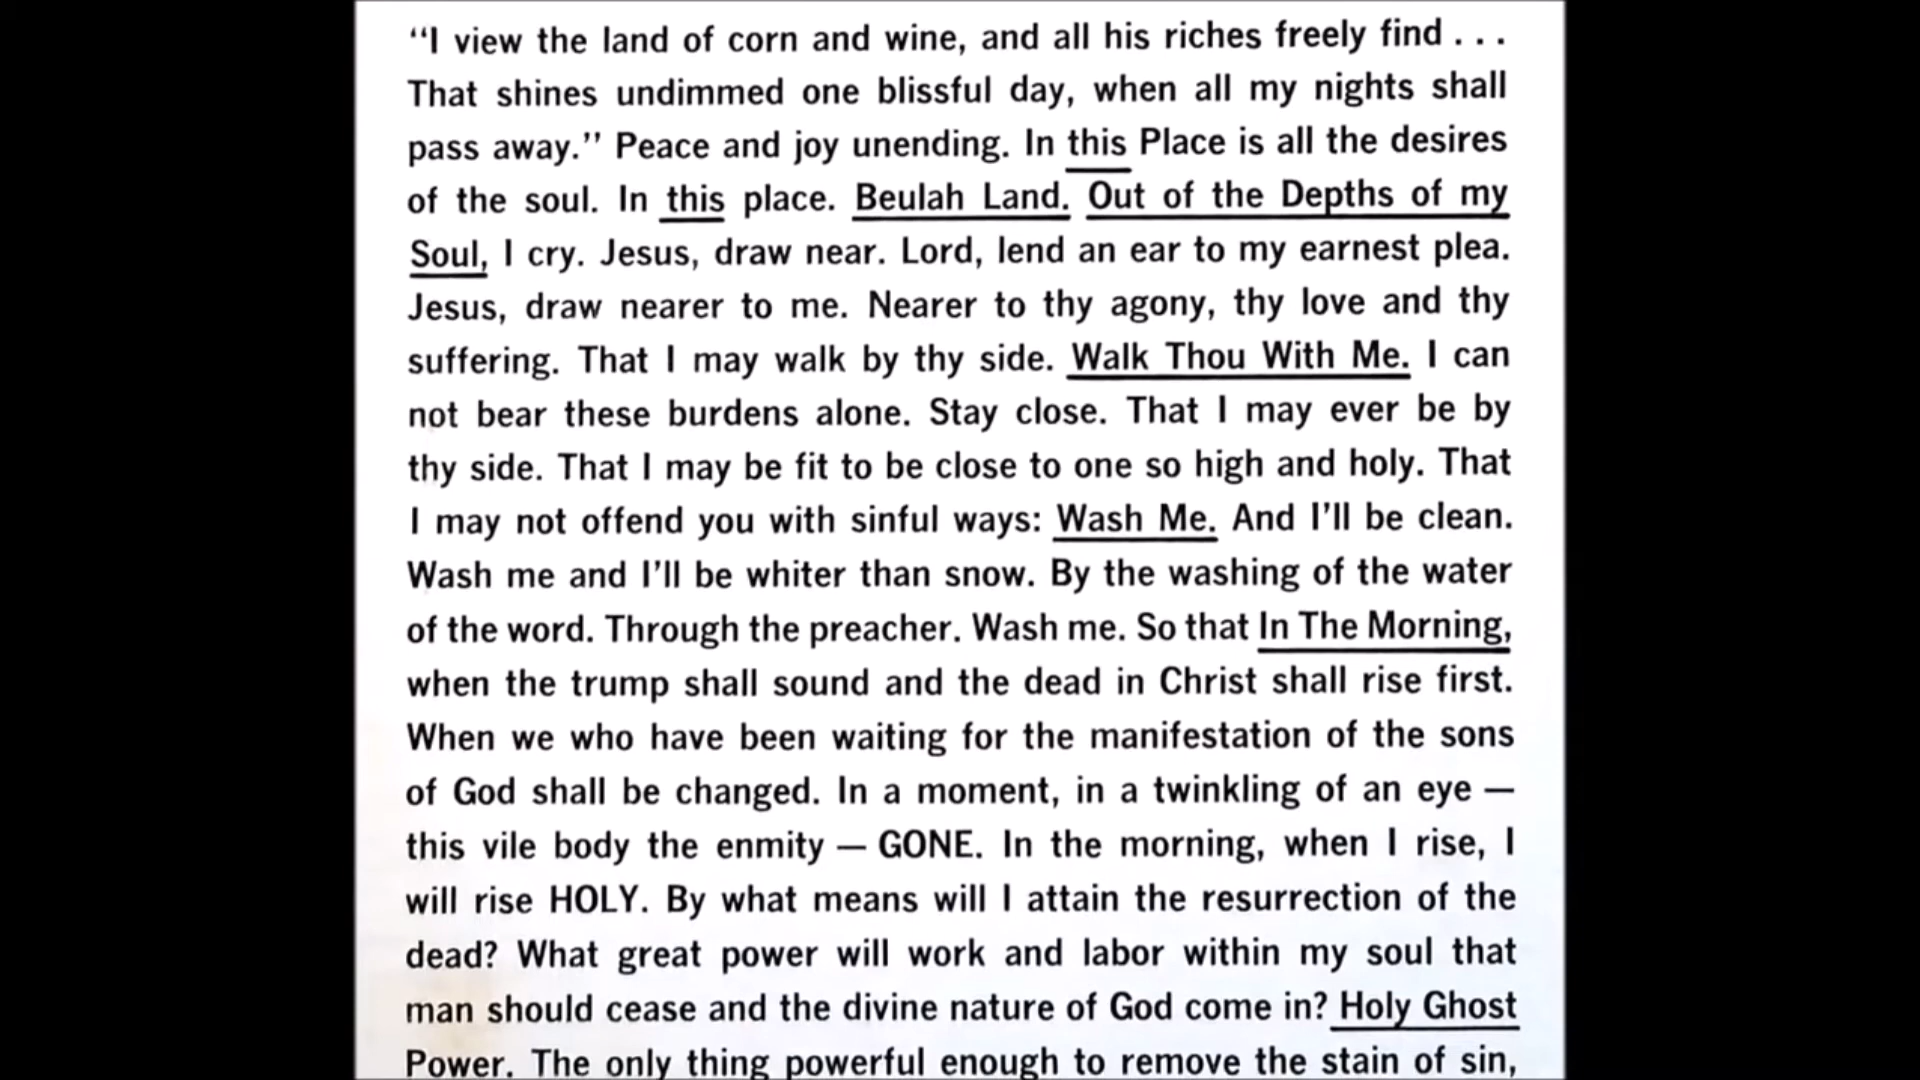 “I view the land of corn and wine, and all his riches freely find . . .
That shines undimmed one blissful day, when all my nights shall
pass away.” Peace and joy unending. In this Place is all the desires
of the soul. In this place. Beulah Land. Out of the Depths of my
Soul, I cry. Jesus, draw near. Lord, lend an ear to my earnest plea.
Jesus, draw nearer to me. Nearer to thy agony, thy love and thy
suffering. That I may walk by thy side. Walk Thou With Me. I can
not bear these burdens alone. Stay close. That I may ever be by
thy side. That I may be fit to be close to one so high and holy. That
I may not offend you with sinful ways: Wash Me. And I’ll be clean.
Wash me and I’ll be whiter than snow. By the washing of the water
of the word. Through the preacher. Wash me. So that In The Morning,
when the trump shall sound and the dead in Christ shall rise first.
When we who have been waiting for the manifestation of the sons
of God shall be changed. In a moment, in a twinkling of an eye —
this vile body the enmity — GONE. In the morning, when I rise, I
will rise HOLY. By what means will I attain the resurrection of the
dead? What great power will work and labor within my soul that
man should cease and the divine nature of God come in? Holy Ghost
Power. The only thing powerful enough to remove the stain of sin,